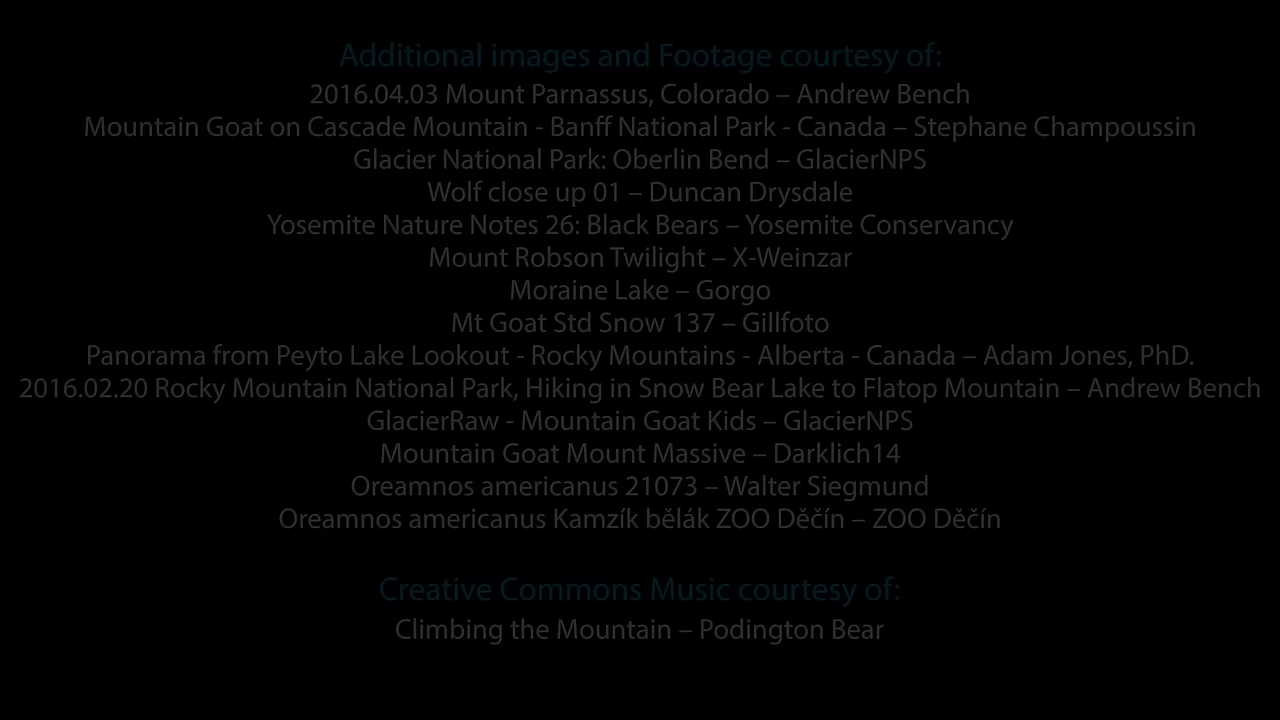 Additional images and Footage courtesy of:
2016.04.03 Mount Parnassus, Colorado – Andrew Bench
Mountain Goat on Cascade Mountain - Banff National Park - Canada – Stephane Champoussin
Glacier National Park: Oberlin Bend – GlacierNPS
Wolf close up 01 – Duncan Drysdale
Yosemite Nature Notes 26: Black Bears – Yosemite Conservancy
Mount Robson Twilight – X-Weinzar
Moraine Lake – Gorgo
Mt Goat Std Snow 137 – Gillfoto
Panorama from Peyto Lake Lookout - Rocky Mountains - Alberta - Canada – Adam Jones, PhD.
2016.02.20 Rocky Mountain National Park, Hiking in Snow Bear Lake to Flatop Mountain – Andrew Bench
GlacierRaw - Mountain Goat Kids – GlacierNPS
Mountain Goat Mount Massive – Darklich14
Oreamnos americanus 21073 – Walter Siegmund
Oreamnos americanus Kamzík bělák ZOO Děčín – ZOO Děčín
Creative Commons Music courtesy of:
Climbing the Mountain – Podington Bear